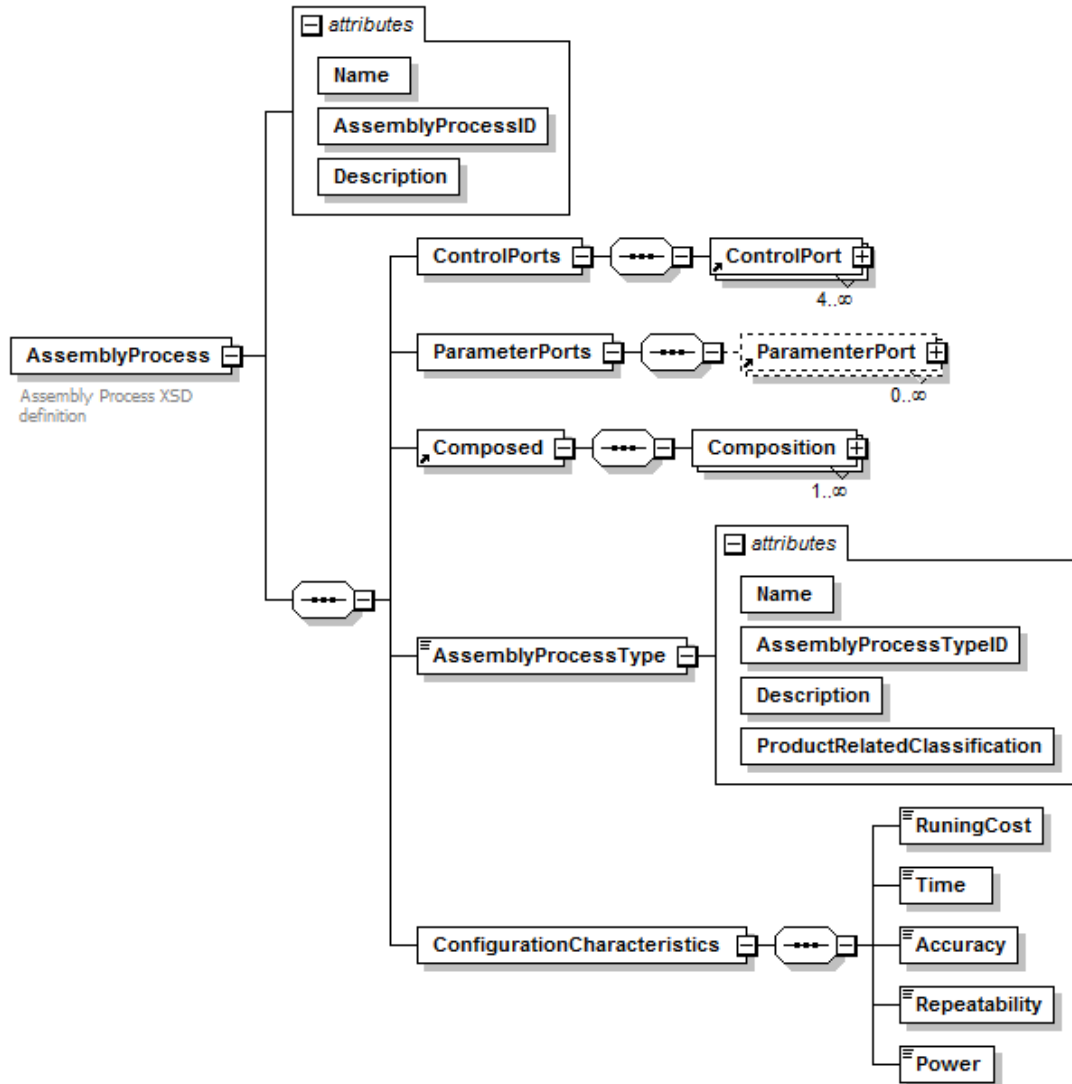 attributes
Name
AssemblyProcessID
Description
ControlPorts
ControlPort
4..∞
AssemblyProcess
Assembly Process XSD
definition
ParameterPorts
ParamenterPort
0..∞
Composed
Composition
1..∞
attributes
Name
AssemblyProcessTypeID
AssemblyProcessType
Description
ProductRelatedClassification
RuningCost
Time
ConfigurationCharacteristics
Accuracy
Repeatability
Power